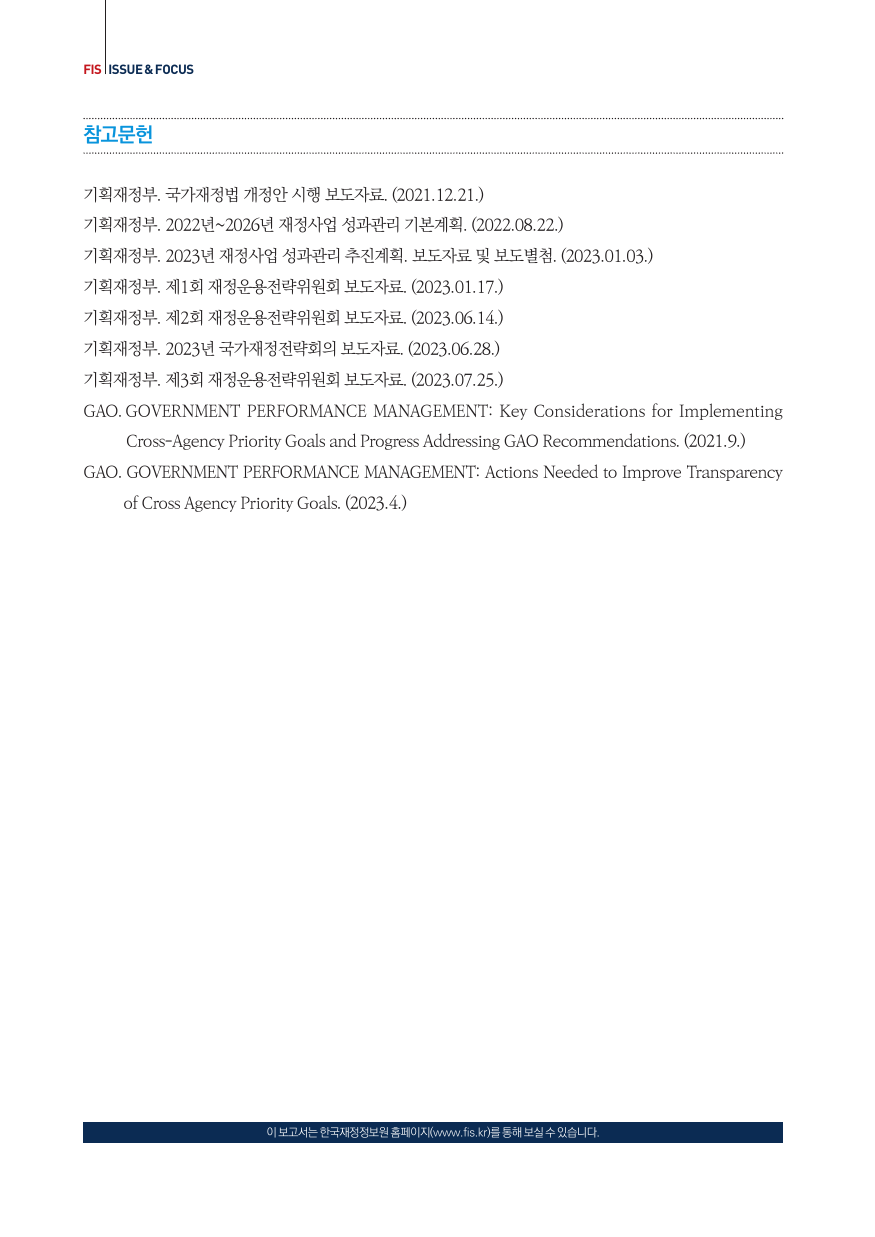 FIS ISSUE & FOCUS
참고문헌
기획재정부. 국가재정법 개정안 시행 보도자료. (2021.12.21.)
기획재정부. 2022년~2026년 재정사업 성과관리 기본계획. (2022.08.22.)
기획재정부. 2023년 재정사업 성과관리 추진계획. 보도자료 및 보도별첨. (2023.01.03.)
기획재정부. 제1회 재정운용전략위원회 보도자료. (2023.01.17.)
기획재정부. 제2회 재정운용전략위원회 보도자료. (2023.06.14.)
기획재정부. 2023년 국가재정전략회의 보도자료. (2023.06.28.)
기획재정부. 제3회 재정운용전략위원회 보도자료. (2023.07.25.)
GAO. GOVERNMENT PERFORMANCE MANAGEMENT: Key Considerations for Implementing
Cross-Agency Priority Goals and Progress Addressing GAO Recommendations. (2021.9.)
GAO. GOVERNMENT PERFORMANCE MANAGEMENT: Actions Needed to Improve Transparency
of Cross Agency Priority Goals. (2023.4.)
이 보고서는 한국재정정보원 홈페이지(www.fis.kr)를 통해 보실 수 있습니다.